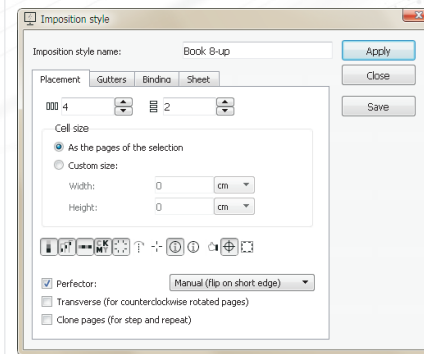 Imposition style
Imposition style name: Book 8-up Apply
Placement Gutters Binding Sheet Close
4 2 Save
Cell size
As the pages of the selection
Custom size:
Width: 0 cm
Height: 0 cm
CK
MY
Perfector: Manual (flip on short edge)
Transverse (for counterclockwise rotated pages)
Clone pages (for step and repeat)